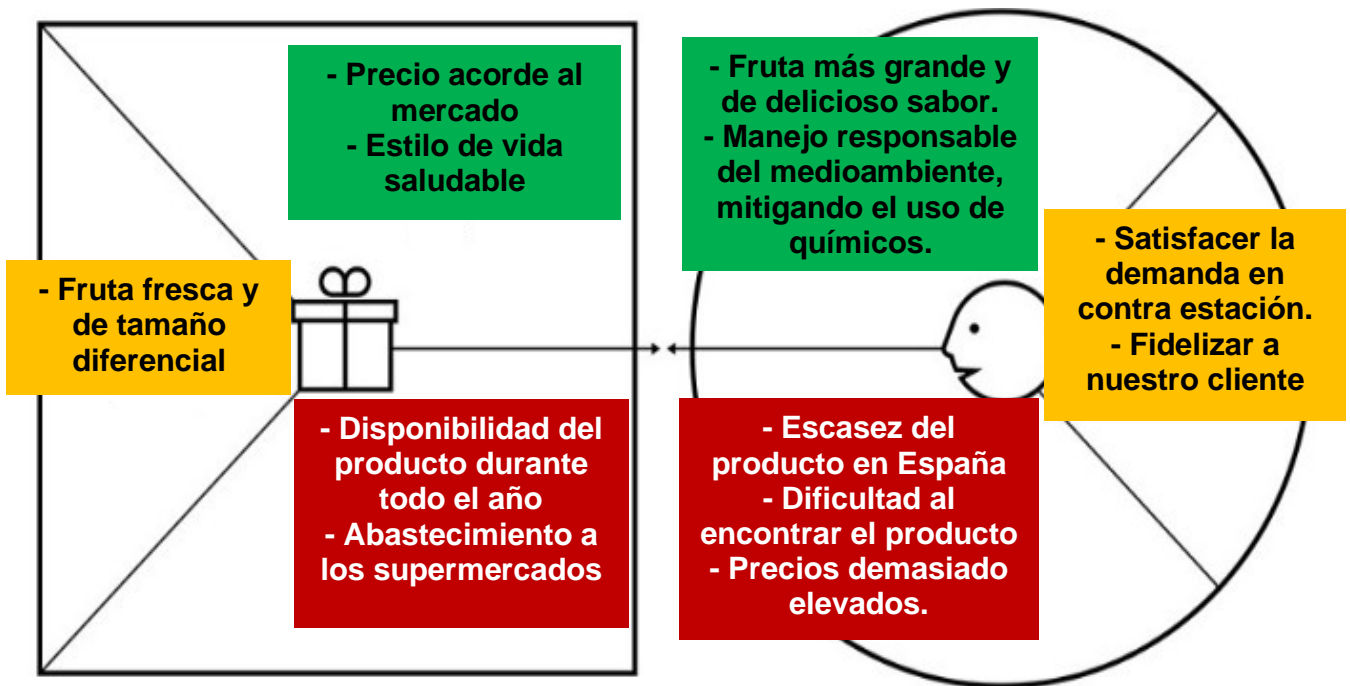 - Precio acorde al
mercado
- Estilo de vida
saludable
- Fruta más grande y
de delicioso sabor.
- Manejo responsable
del medioambiente,
mitigando el uso de
químicos.
- Fruta fresca y
de tamaño
diferencial
- Satisfacer la
demanda en
contra estación.
- Fidelizar a
nuestro cliente
- Disponibilidad del
producto durante
todo el año
- Abastecimiento a
los supermercados
- Escasez del
producto en España
- Dificultad al
encontrar el producto
- Precios demasiado
elevados.